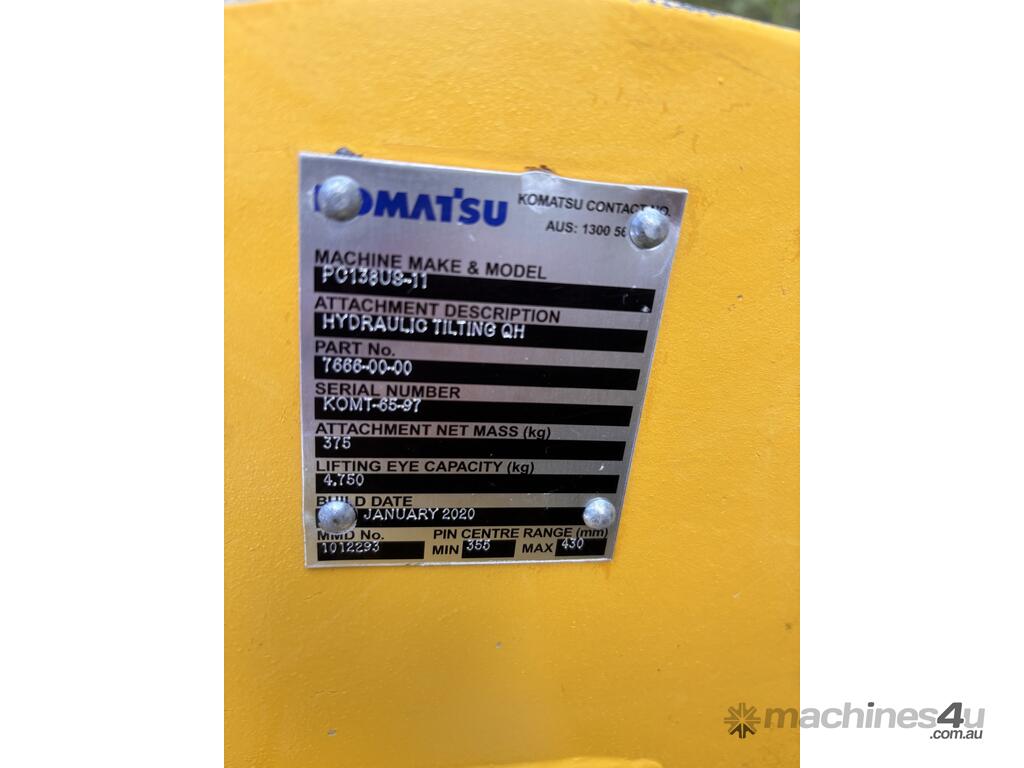 KOMATSU
KOMATSU CONTACT NO.
AUS: 1300 56
MACHINE MAKE & MODEL
PC138US-11
ATTACHMENT DESCRIPTION
HYDRAULIC TILTING QH
PART No.
7666-00-00
SERIAL NUMBER
KOMT-65-97
ATTACHMENT NET MASS (kg)
375
LIFTING EYE CAPACITY (kg)
4.750
BUILD DATE
JANUARY 2020
MMD No. PIN CENTRE RANGE (mm)
1012293 MIN 355 MAX 430
machines4u
.com.au